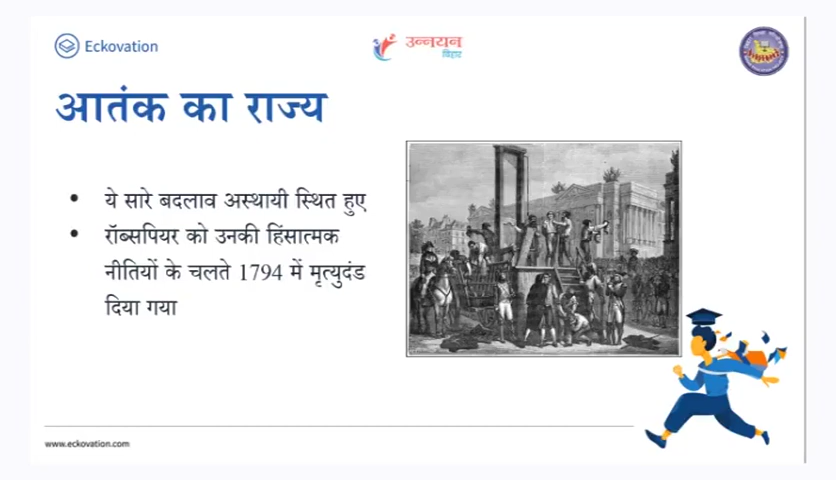 Eckovation
उन्नयन
बिहार
आतंक का राज्य
• ये सारे बदलाव अस्थायी स्थित हुए
• रॉब्सपियर को उनकी हिंसात्मक
नीतियों के चलते 1794 में मृत्युदंड
दिया गया
www.eckovation.com